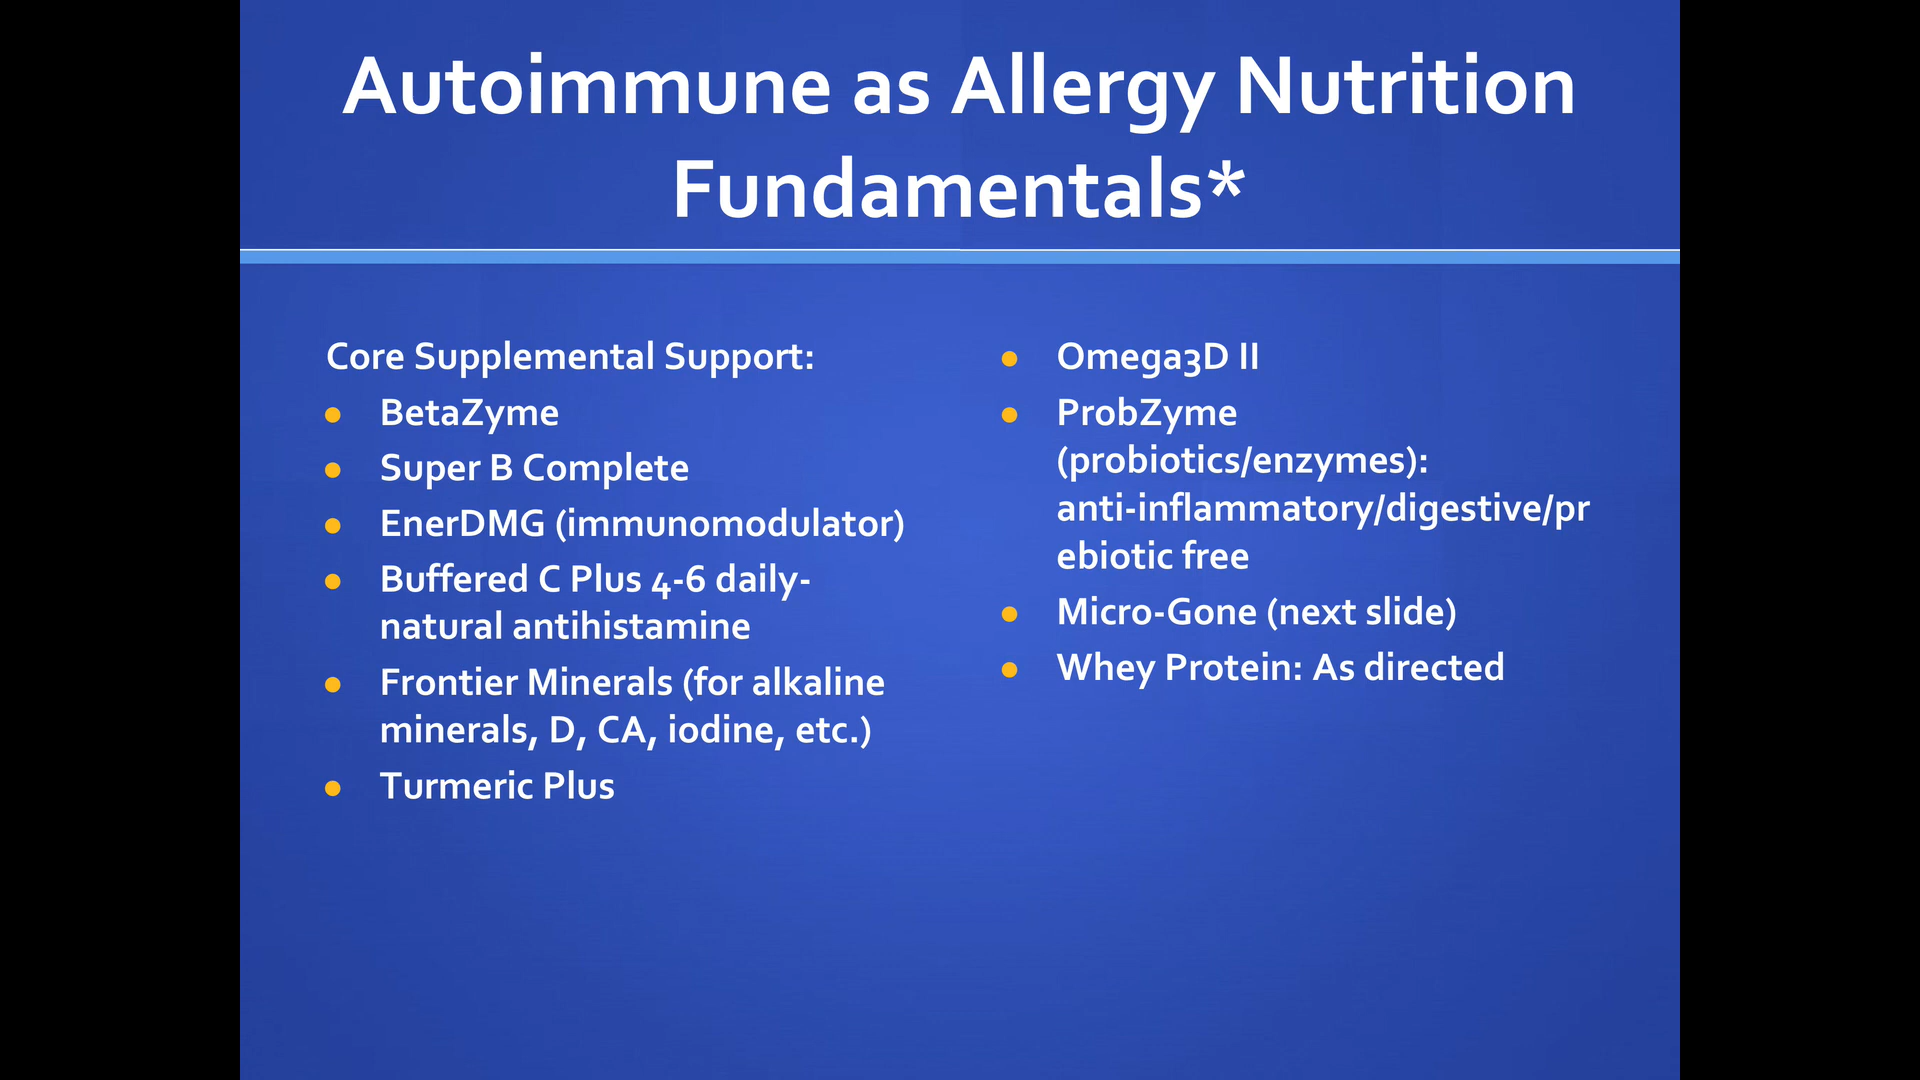 Autoimmune as Allergy Nutrition
Fundamentals*
Core Supplemental Support:
BetaZyme
Super B Complete
EnerDMG (immunomodulator)
Buffered C Plus 4-6 daily-
natural antihistamine
Frontier Minerals (for alkaline
minerals, D, CA, iodine, etc.)
Turmeric Plus
Omega3D II
ProbZyme
(probiotics/enzymes):
anti-inflammatory/digestive/pr
ebiotic free
Micro-Gone (next slide)
Whey Protein: As directed